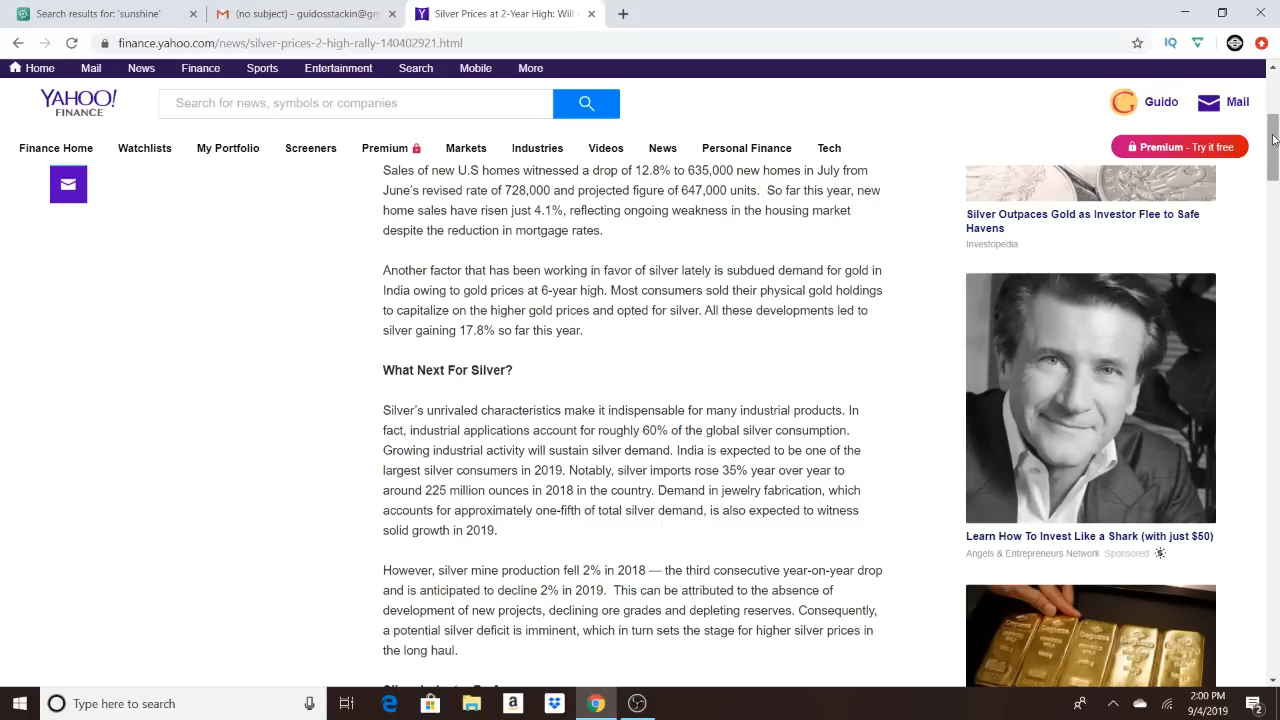 Seeds for Wisdom - Guidance to
(no subject) - guidosstack@gm
Silver Prices at 2-Year High: Will
finance.yahoo.com/news/silver-prices-2-high-rally-140402921.html
Home Mail News Finance Sports Entertainment Search Mobile More
YAHOO!
FINANCE
Search for news, symbols or companies
Guido
Mail
Finance Home Watchlists My Portfolio Screeners Premium Markets Industries Videos News Personal Finance Tech
Premium - Try it free
Sales of new U.S homes witnessed a drop of 12.8% to 635,000 new homes in July from
June's revised rate of 728,000 and projected figure of 647,000 units. So far this year, new
home sales have risen just 4.1%, reflecting ongoing weakness in the housing market
despite the reduction in mortgage rates.
Another factor that has been working in favor of silver lately is subdued demand for gold in
India owing to gold prices at 6-year high. Most consumers sold their physical gold holdings
to capitalize on the higher gold prices and opted for silver. All these developments led to
silver gaining 17.8% so far this year.
What Next For Silver?
Silver's unrivaled characteristics make it indispensable for many industrial products. In
fact, industrial applications account for roughly 60% of the global silver consumption.
Growing industrial activity will sustain silver demand. India is expected to be one of the
largest silver consumers in 2019. Notably, silver imports rose 35% year over year to
around 225 million ounces in 2018 in the country. Demand in jewelry fabrication, which
accounts for approximately one-fifth of total silver demand, is also expected to witness
solid growth in 2019.
However, silver mine production fell 2% in 2018 — the third consecutive year-on-year drop
and is anticipated to decline 2% in 2019. This can be attributed to the absence of
development of new projects, declining ore grades and depleting reserves. Consequently,
a potential silver deficit is imminent, which in turn sets the stage for higher silver prices in
the long haul.
Silver Outpaces Gold as Investor Flee to Safe
Havens
Investopedia
Learn How To Invest Like a Shark (with just $50)
Angels & Entrepreneurs Network Sponsored
Type here to search
2:00 PM
9/4/2019